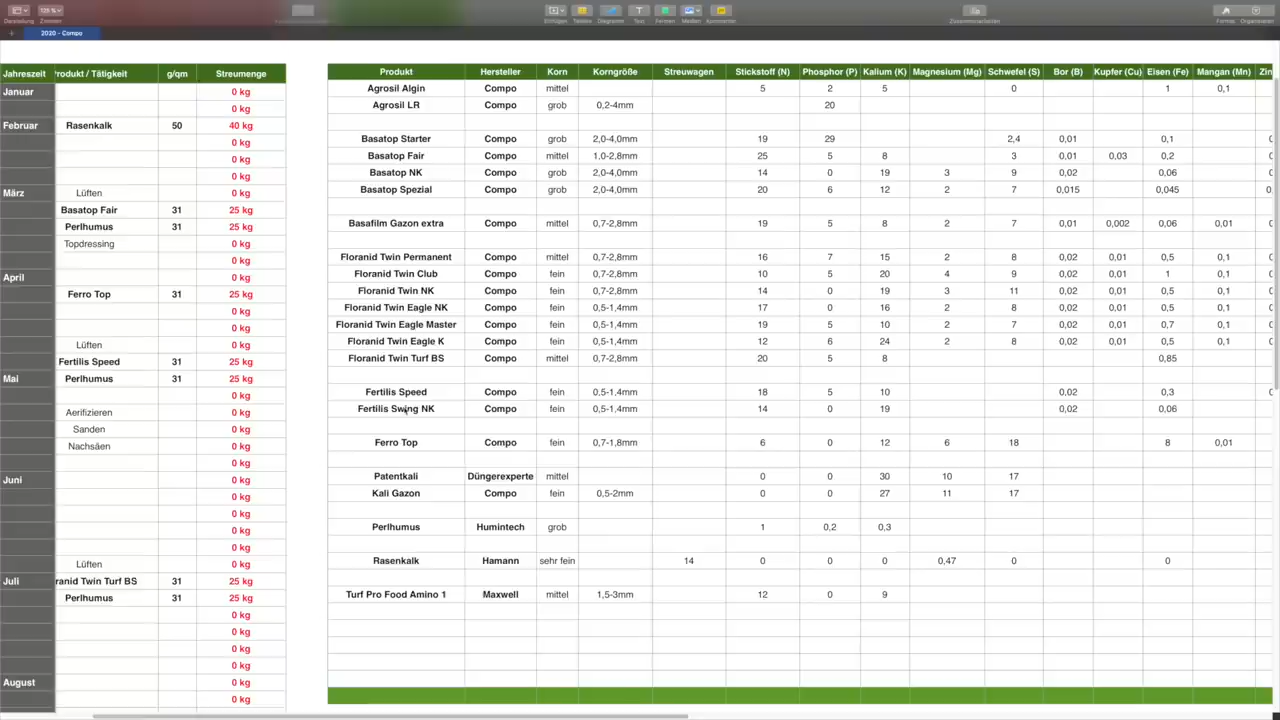 125 %
Darstellung Zoomen Einfügen Tabelle Diagramm Text Formen Medien Kommentar Zusammenarbeiten Format Organisieren
+ 2020 - Compo
Jahreszeit Produkt / Tätigkeit g/qm Streumenge
Januar 0 kg
0 kg
Februar Rasenkalk 50 40 kg
0 kg
0 kg
0 kg
März Lüften 0 kg
Basatop Fair 31 25 kg
Perlhumus 31 25 kg
Topdressing 0 kg
0 kg
April 0 kg
Ferro Top 31 25 kg
0 kg
0 kg
Lüften 0 kg
Fertilis Speed 31 25 kg
Mai Perlhumus 31 25 kg
0 kg
Aerifizieren 0 kg
Sanden 0 kg
Nachsäen 0 kg
0 kg
Juni 0 kg
0 kg
0 kg
0 kg
0 kg
Lüften 0 kg
Juli ranid Twin Turf BS 31 25 kg
Perlhumus 31 25 kg
0 kg
0 kg
0 kg
0 kg
August 0 kg
0 kg
Produkt Hersteller Korn Korngröße Streuwagen Stickstoff (N) Phosphor (P) Kalium (K) Magnesium (Mg) Schwefel (S) Bor (B) Kupfer (Cu) Eisen (Fe) Mangan (Mn) Zin
Agrosil Algin Compo mittel 5 2 5 0 1 0,1
Agrosil LR Compo grob 0,2-4mm 20
Basatop Starter Compo grob 2,0-4,0mm 19 29 2,4 0,01 0,1
Basatop Fair Compo mittel 1,0-2,8mm 25 5 8 3 0,01 0,03 0,2
Basatop NK Compo grob 2,0-4,0mm 14 0 19 3 9 0,02 0,06
Basatop Spezial Compo grob 2,0-4,0mm 20 6 12 2 7 0,015 0,045 0
Basafilm Gazon extra Compo mittel 0,7-2,8mm 19 5 8 2 7 0,01 0,002 0,06 0,01
Floranid Twin Permanent Compo mittel 0,7-2,8mm 16 7 15 2 8 0,02 0,01 0,5 0,1
Floranid Twin Club Compo fein 0,7-2,8mm 10 5 20 4 9 0,02 0,01 1 0,1
Floranid Twin NK Compo fein 0,7-2,8mm 14 0 19 3 11 0,02 0,01 0,5 0,1
Floranid Twin Eagle NK Compo fein 0,5-1,4mm 17 0 16 2 8 0,02 0,01 0,5 0,1
Floranid Twin Eagle Master Compo fein 0,5-1,4mm 19 5 10 2 7 0,02 0,01 0,7 0,1
Floranid Twin Eagle K Compo fein 0,5-1,4mm 12 6 24 2 8 0,02 0,01 0,5 0,1
Floranid Twin Turf BS Compo mittel 0,7-2,8mm 20 5 8 0,85
Fertilis Speed Compo fein 0,5-1,4mm 18 5 10 0,02 0,3
Fertilis Swing NK Compo fein 0,5-1,4mm 14 0 19 0,02 0,06
Ferro Top Compo fein 0,7-1,8mm 6 0 12 6 18 8 0,01
Patentkali Düngerexperte mittel 0 0 30 10 17
Kali Gazon Compo fein 0,5-2mm 0 0 27 11 17
Perlhumus Humintech grob 1 0,2 0,3
Rasenkalk Hamann sehr fein 14 0 0 0 0,47 0 0
Turf Pro Food Amino 1 Maxwell mittel 1,5-3mm 12 0 9